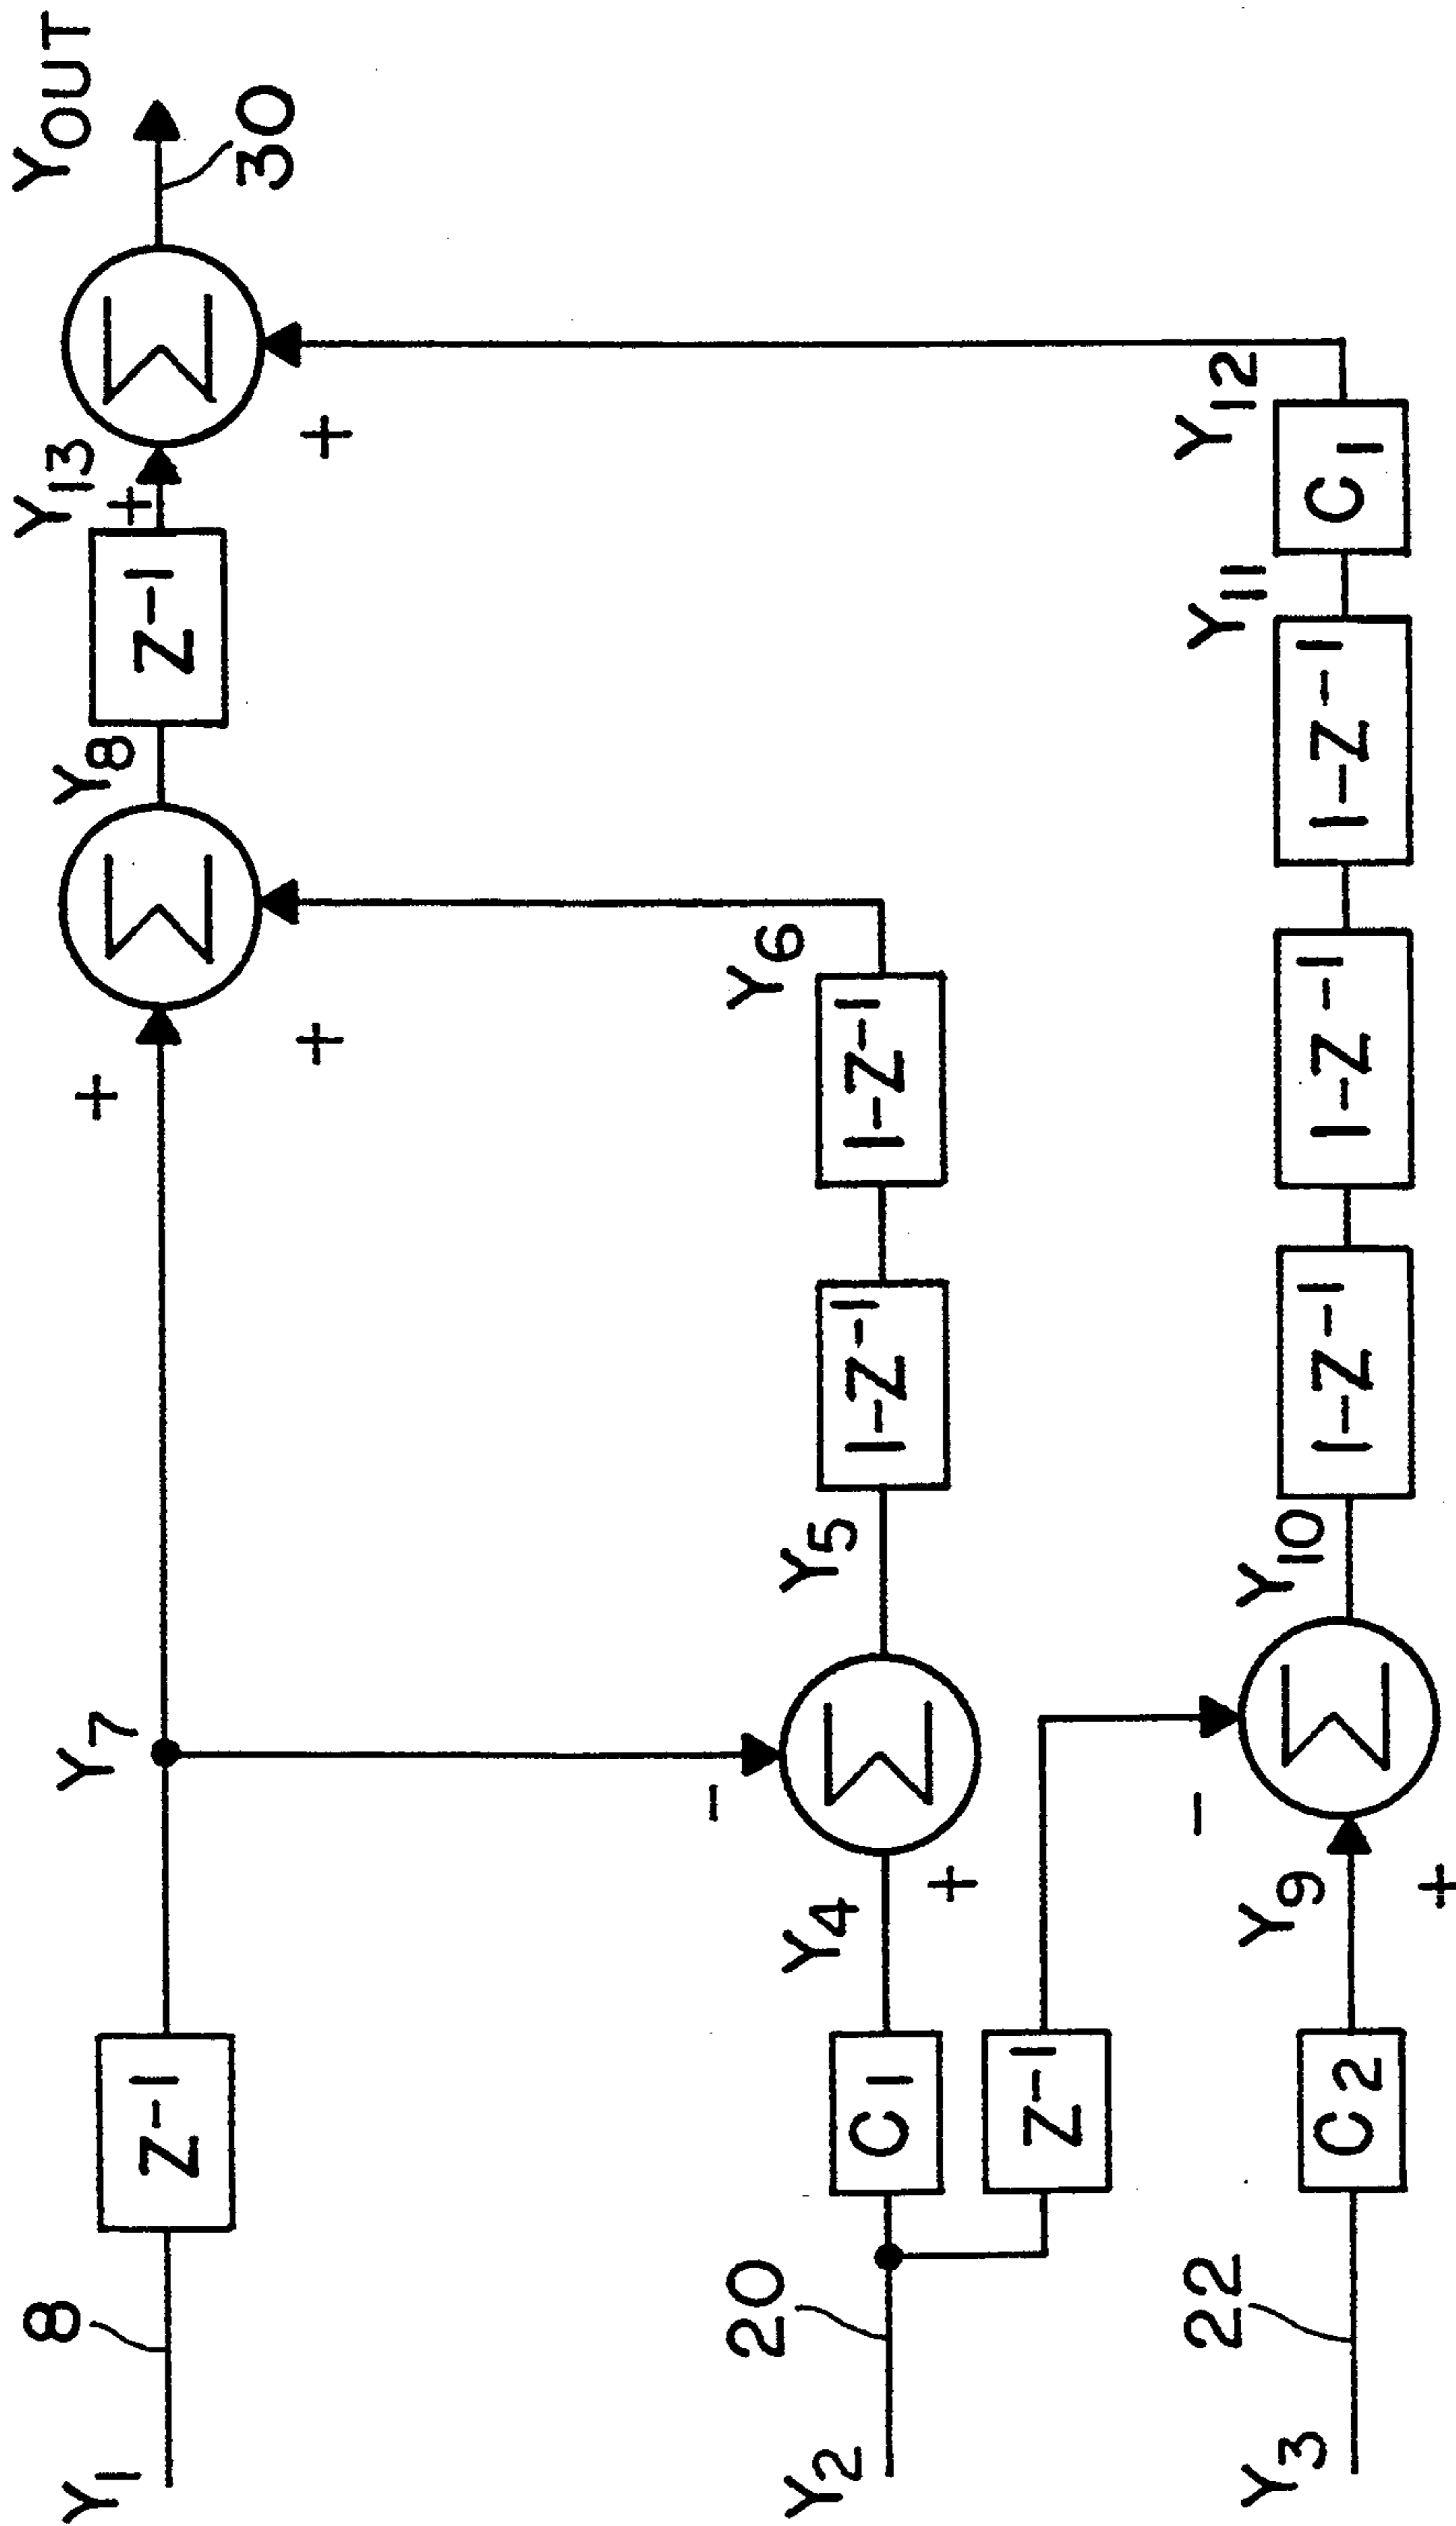 Y1
8
Z-1
Y7
+
+
Σ
Y8
Z-1
Y13
+
+
Σ
YOUT
30
Y2
20
C1
Y4
+
-
Σ
Y5
1-Z-1
1-Z-1
Y6
Z-1
Y3
22
C2
Y9
+
-
Σ
Y10
1-Z-1
1-Z-1
1-Z-1
Y11
C1
Y12